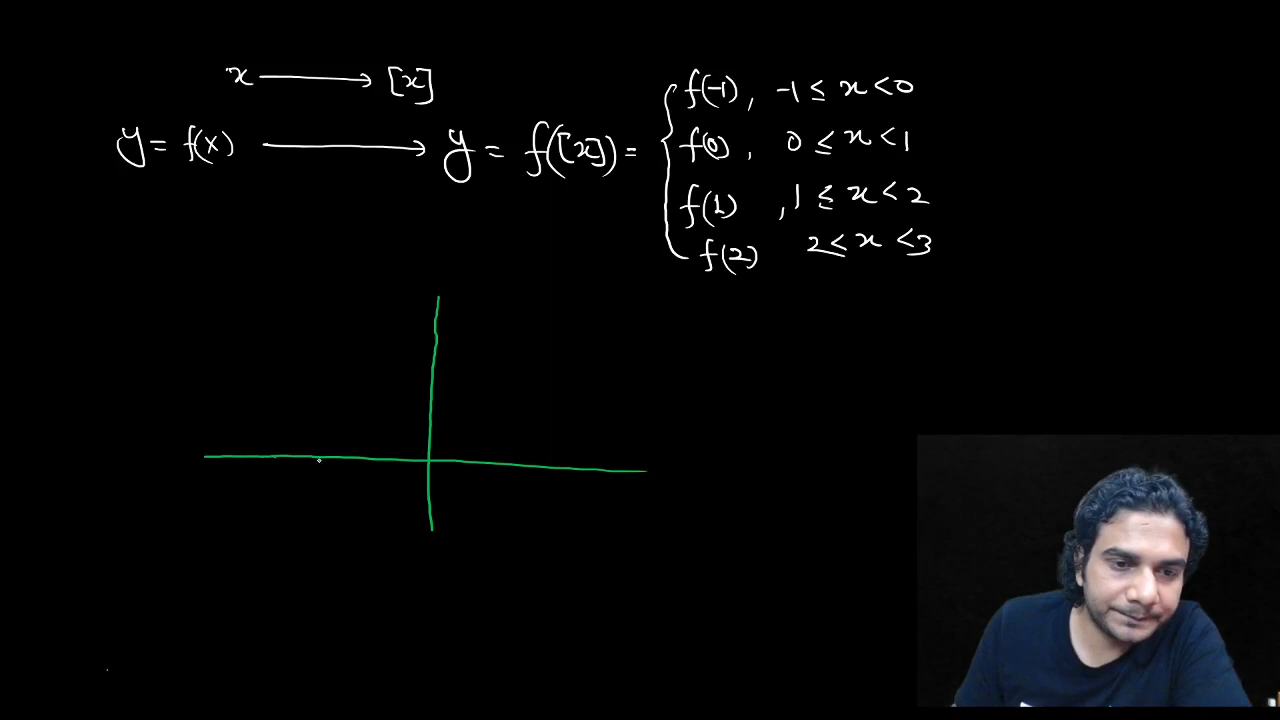 x → [x]
y = f(x) → y = f([x]) = { f(-1), -1 ≤ x < 0
f(0), 0 ≤ x < 1
f(1), 1 ≤ x < 2
f(2) 2 ≤ x < 3